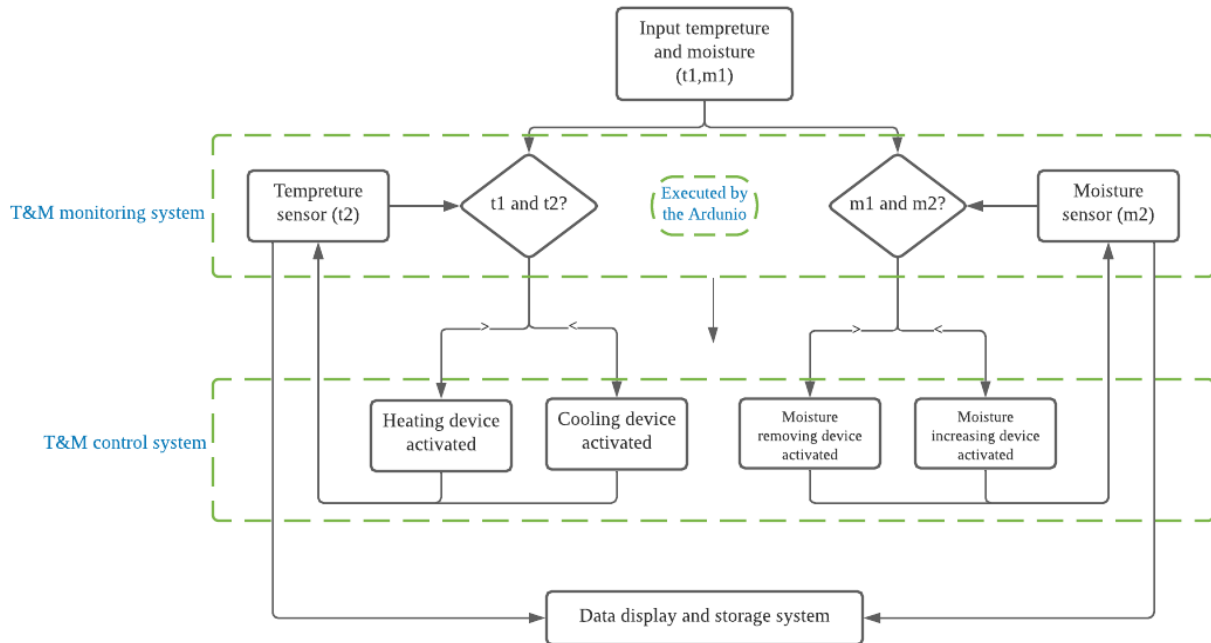 Input tempreture
and moisture
(t1,m1)
T&M monitoring system
Tempreture
sensor (t2)
t1 and t2?
Executed by
the Ardunio
m1 and m2?
Moisture
sensor (m2)
>
<
>
<
T&M control system
Heating device
activated
Cooling device
activated
Moisture
removing device
activated
Moisture
increasing device
activated
Data display and storage system